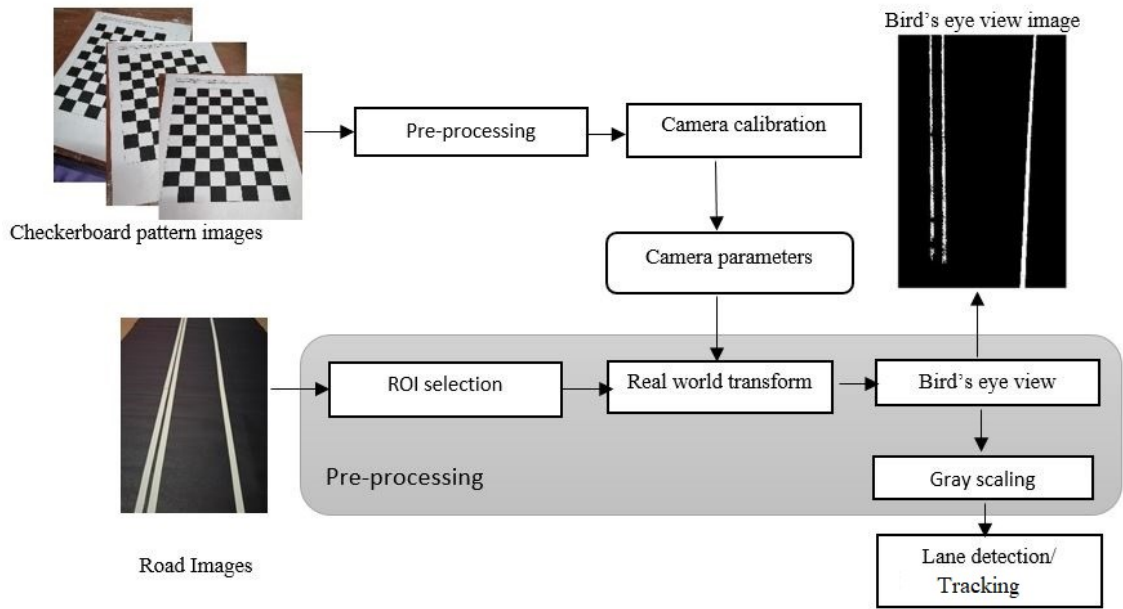 Bird's eye view image
Pre-processing
Camera calibration
Checkerboard pattern images
Camera parameters
ROI selection
Real world transform
Bird's eye view
Pre-processing
Gray scaling
Road Images
Lane detection/
Tracking